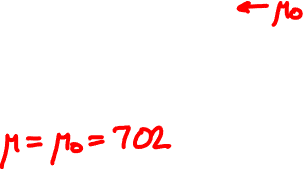 ← μ₀
μ = μ₀ = 702